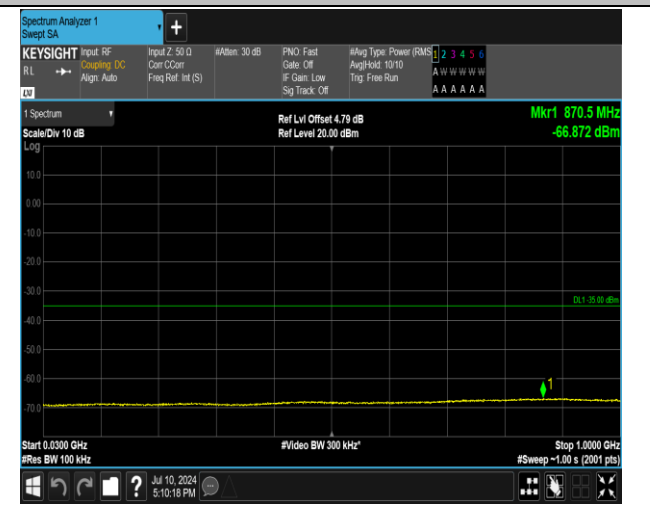 Spectrum Analyzer 1
Swept SA
+
KEYSIGHT Input: RF Input Z: 50 Ω #Atten: 30 dB PNO: Fast #Avg Type: Power (RMS 1 2 3 4 5 6
RL Coupling: DC Corr CCorr Gate: Off Avg|Hold: 10/10 A W W W W W
Align: Auto Freq Ref: Int (S) IF Gain: Low Trig: Free Run
Sig Track: Off A A A A A A
LXI
1 Spectrum Ref Lvl Offset 4.79 dB Mkr1 870.5 MHz
Scale/Div 10 dB Ref Level 20.00 dBm -66.872 dBm
Log
10.0
0.00
-10.0
-20.0
-30.0
DL1 -35.00 dBm
-40.0
-50.0
-60.0
1
-70.0
Start 0.0300 GHz #Video BW 300 kHz* Stop 1.0000 GHz
#Res BW 100 kHz #Sweep ~1.00 s (2001 pts)
? Jul 10, 2024
5:10:18 PM